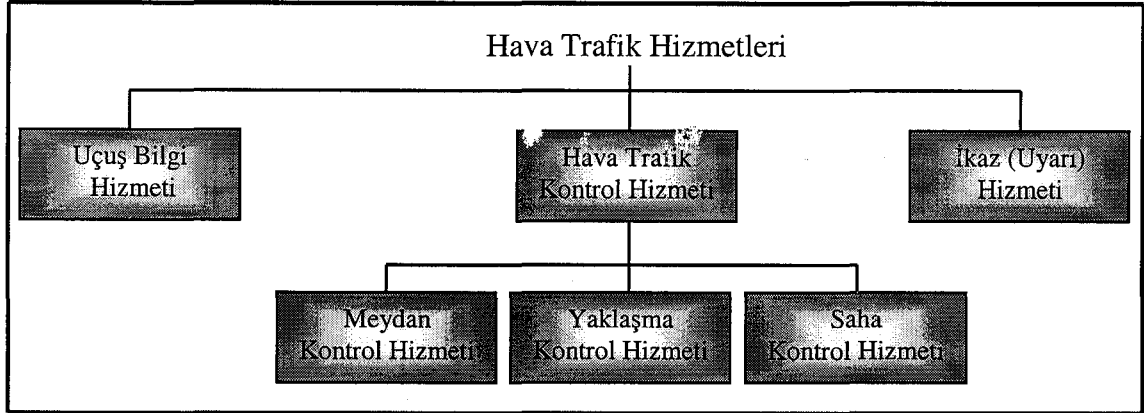 Hava Trafik Hizmetleri
Uçuş Bilgi
Hizmeti
Hava Trafik
Kontrol Hizmeti
İkaz (Uyarı)
Hizmeti
Meydan
Kontrol Hizmeti
Yaklaşma
Kontrol Hizmeti
Saha
Kontrol Hizmeti